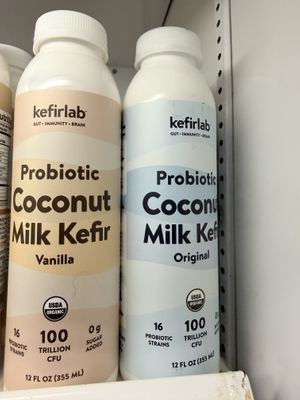 kefirlab
GUT • IMMUNITY • BRAIN
Probiotic
Coconut
Milk Kefir
Vanilla
USDA
ORGANIC
16
PROBIOTIC
STRAINS
100
TRILLION
CFU
0g
SUGAR
ADDED
12 FL OZ (355 mL)
kefirlab
GUT • IMMUNITY • BRAIN
Probiotic
Coconu
Milk Kef
Original
USDA
ORGANIC
16
PROBIOTIC
STRAINS
100
TRILLION
CFU
12 FL OZ (355 mL)